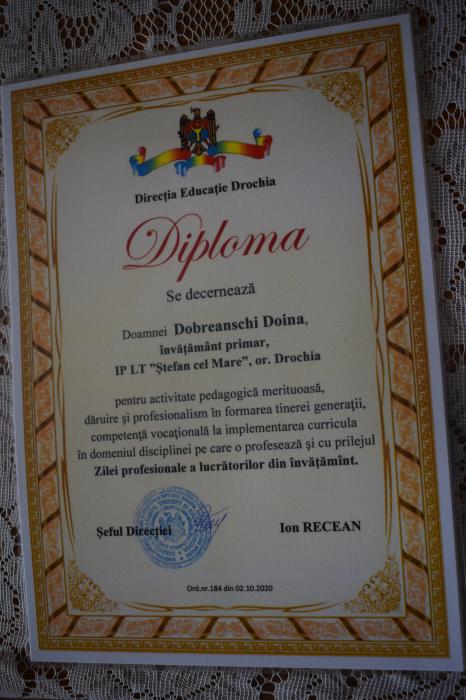 Direcția Educație Drochia
Diploma
Se decernează
Doamnei Dobreanschi Doina,
învățământ primar,
IP LT ”Ștefan cel Mare”, or. Drochia
pentru activitate pedagogică merituoasă,
dăruire și profesionalism în formarea tinerei generații,
competență vocațională la implementarea curricula
în domeniul disciplinei pe care o profesează și cu prilejul
Zilei profesionale a lucrătorilor din învățămînt.
Șeful Direcției
Ion RECEAN
Ord.nr.184 din 02.10.2020